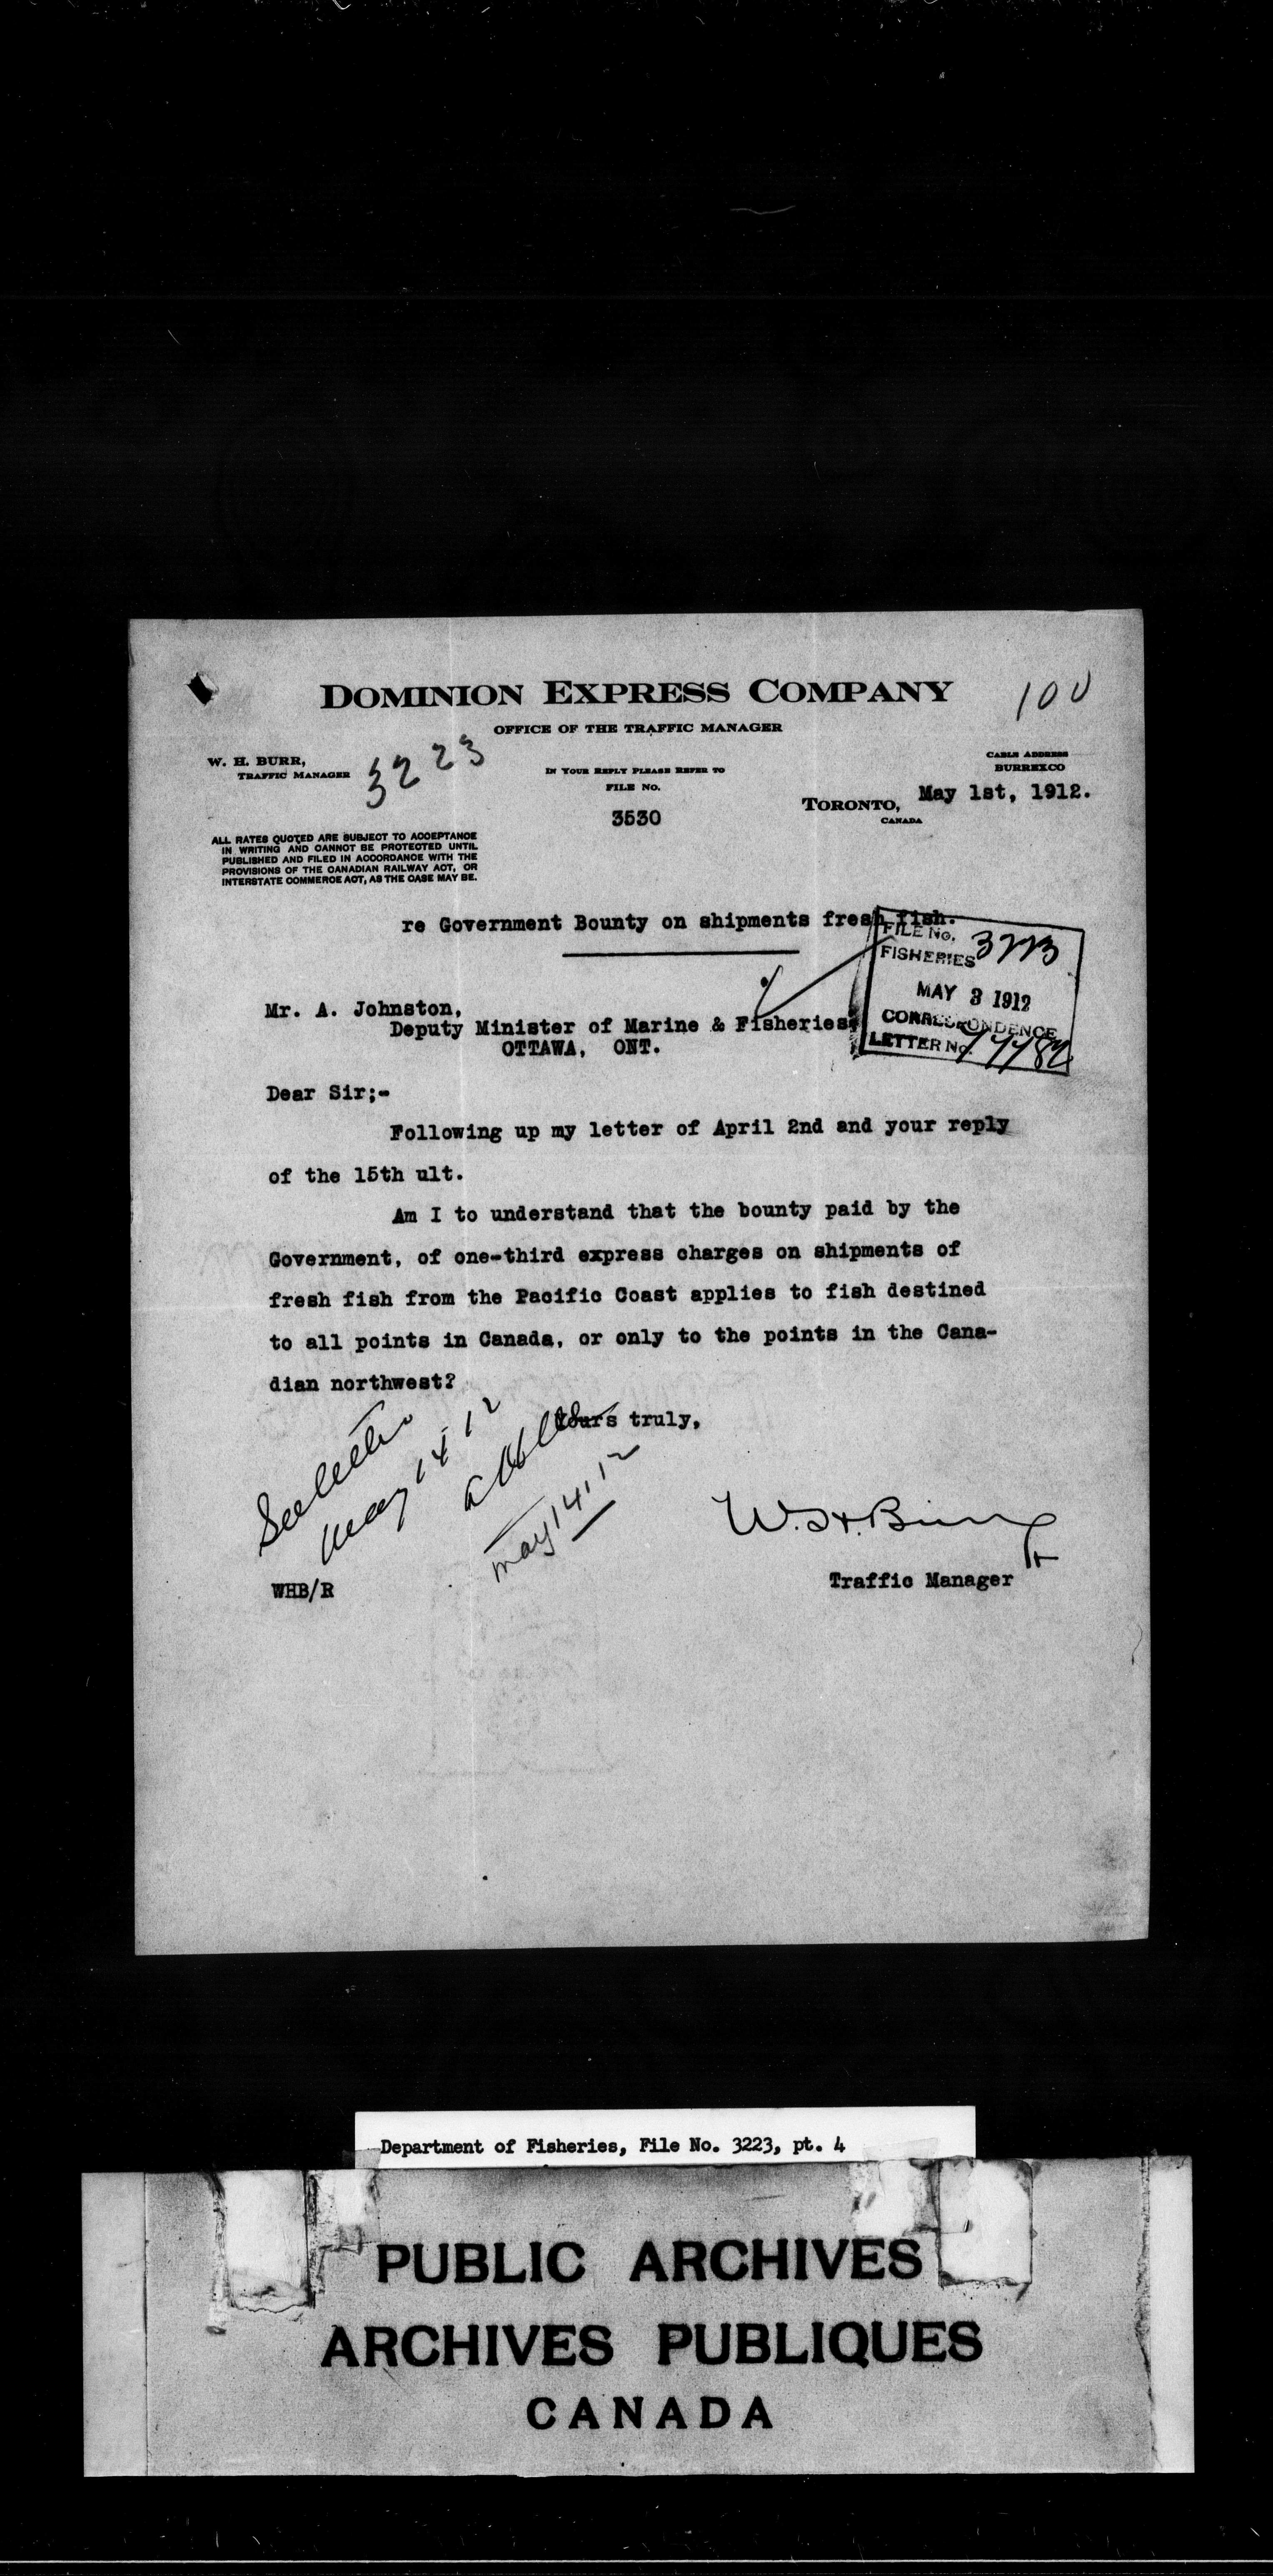 DOMINION EXPRESS COMPANY
100
OFFICE OF THE TRAFFIC MANAGER
W. H. BURR,
TRAFFIC MANAGER
3223
IN YOUR REPLY PLEASE REFER TO
FILE NO.
3530
CABLE ADDRESS
BURREXCO
TORONTO,
CANADA
May 1st, 1912.
ALL RATES QUOTED ARE SUBJECT TO ACCEPTANCE
IN WRITING AND CANNOT BE PROTECTED UNTIL
PUBLISHED AND FILED IN ACCORDANCE WITH THE
PROVISIONS OF THE CANADIAN RAILWAY ACT, OR
INTERSTATE COMMERCE ACT, AS THE CASE MAY BE.
re Government Bounty on shipments fresh fish.
FILE NO. 3223
FISHERIES
MAY 3 1912
CORRESPONDENCE
LETTER NO.
Mr. A. Johnston,
Deputy Minister of Marine & Fisheries,
OTTAWA, ONT.
Dear Sir;-
Following up my letter of April 2nd and your reply
of the 15th ult.
Am I to understand that the bounty paid by the
Government, of one-third express charges on shipments of
fresh fish from the Pacific Coast applies to fish destined
to all points in Canada, or only to the points in the Cana-
dian northwest?
Yours truly,
See letter
May 14 12
May 14, 12
W. H. Burr
Traffic Manager
WHB/R
Department of Fisheries, File No. 3223, pt. 4
PUBLIC ARCHIVES
ARCHIVES PUBLIQUES
CANADA